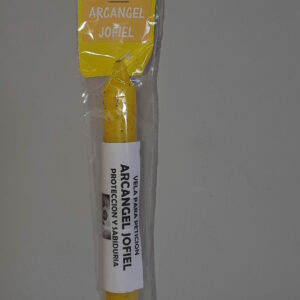 ARCANGEL
JOFIEL
VELA PARA PETICION
ARCANGEL JOFIEL
PROTECCION Y SABIDURIA